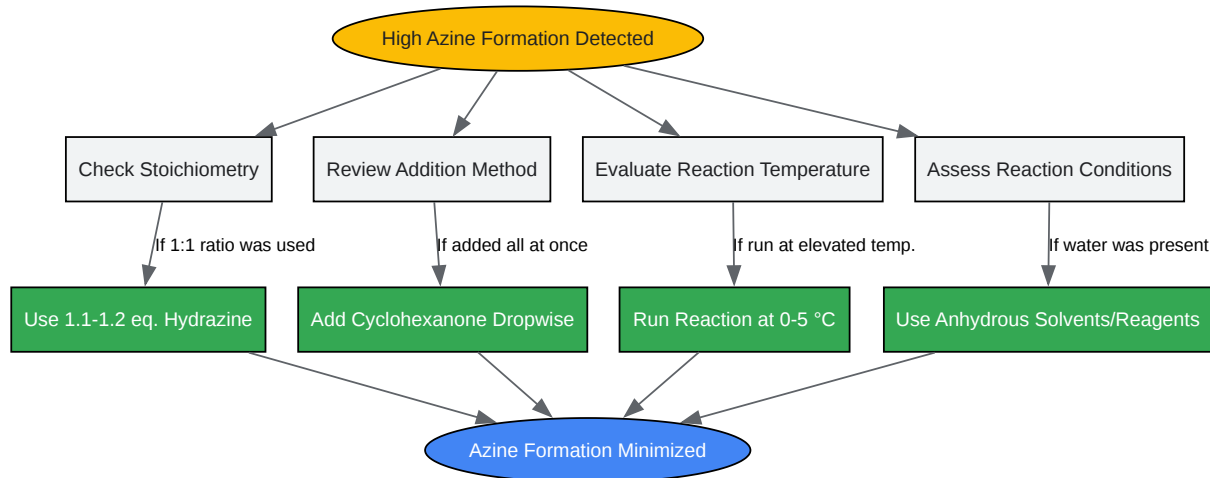 High Azine Formation Detected
Check Stoichiometry
Review Addition Method
Evaluate Reaction Temperature
Assess Reaction Conditions
If 1:1 ratio was used
If added all at once
If run at elevated temp.
If water was present
Use 1.1-1.2 eq. Hydrazine
Add Cyclohexanone Dropwise
Run Reaction at 0-5 °C
Use Anhydrous Solvents/Reagents
Azine Formation Minimized